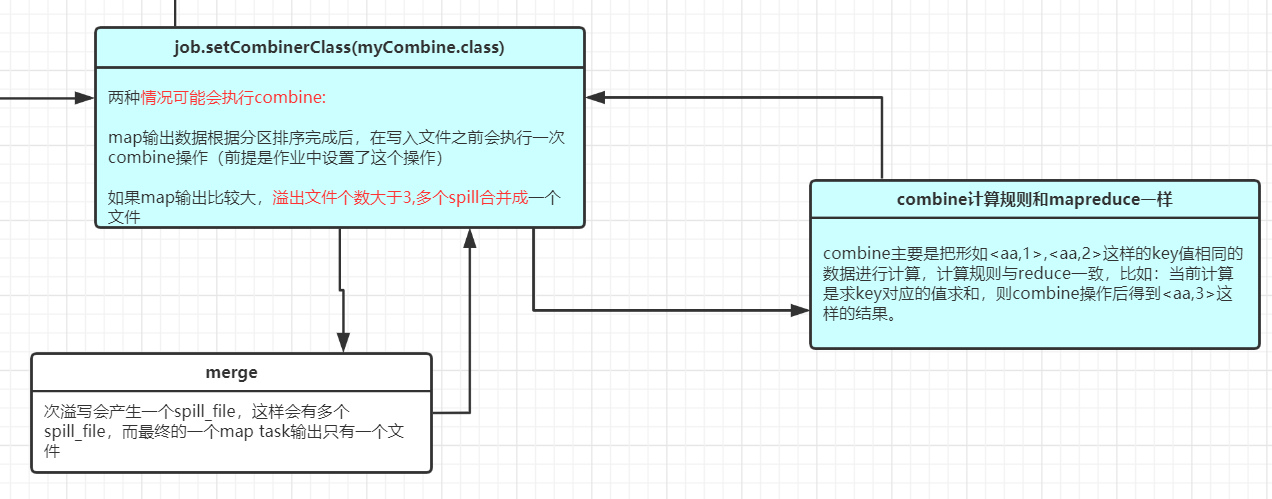 job.setCombinerClass(myCombine.class)
两种情况可能会执行combine:
map输出数据根据分区排序完成后，在写入文件之前会执行一次
combine操作（前提是作业中设置了这个操作）
如果map输出比较大，溢出文件个数大于3,多个spill合并成一个
文件
combine计算规则和mapreduce一样
combine主要是把形如<aa,1>,<aa,2>这样的key值相同的
数据进行计算，计算规则与reduce一致，比如：当前计算
是求key对应的值求和，则combine操作后得到<aa,3>这
样的结果。
merge
次溢写会产生一个spill_file，这样会有多个
spill_file，而最终的一个map task输出只有一个文
件